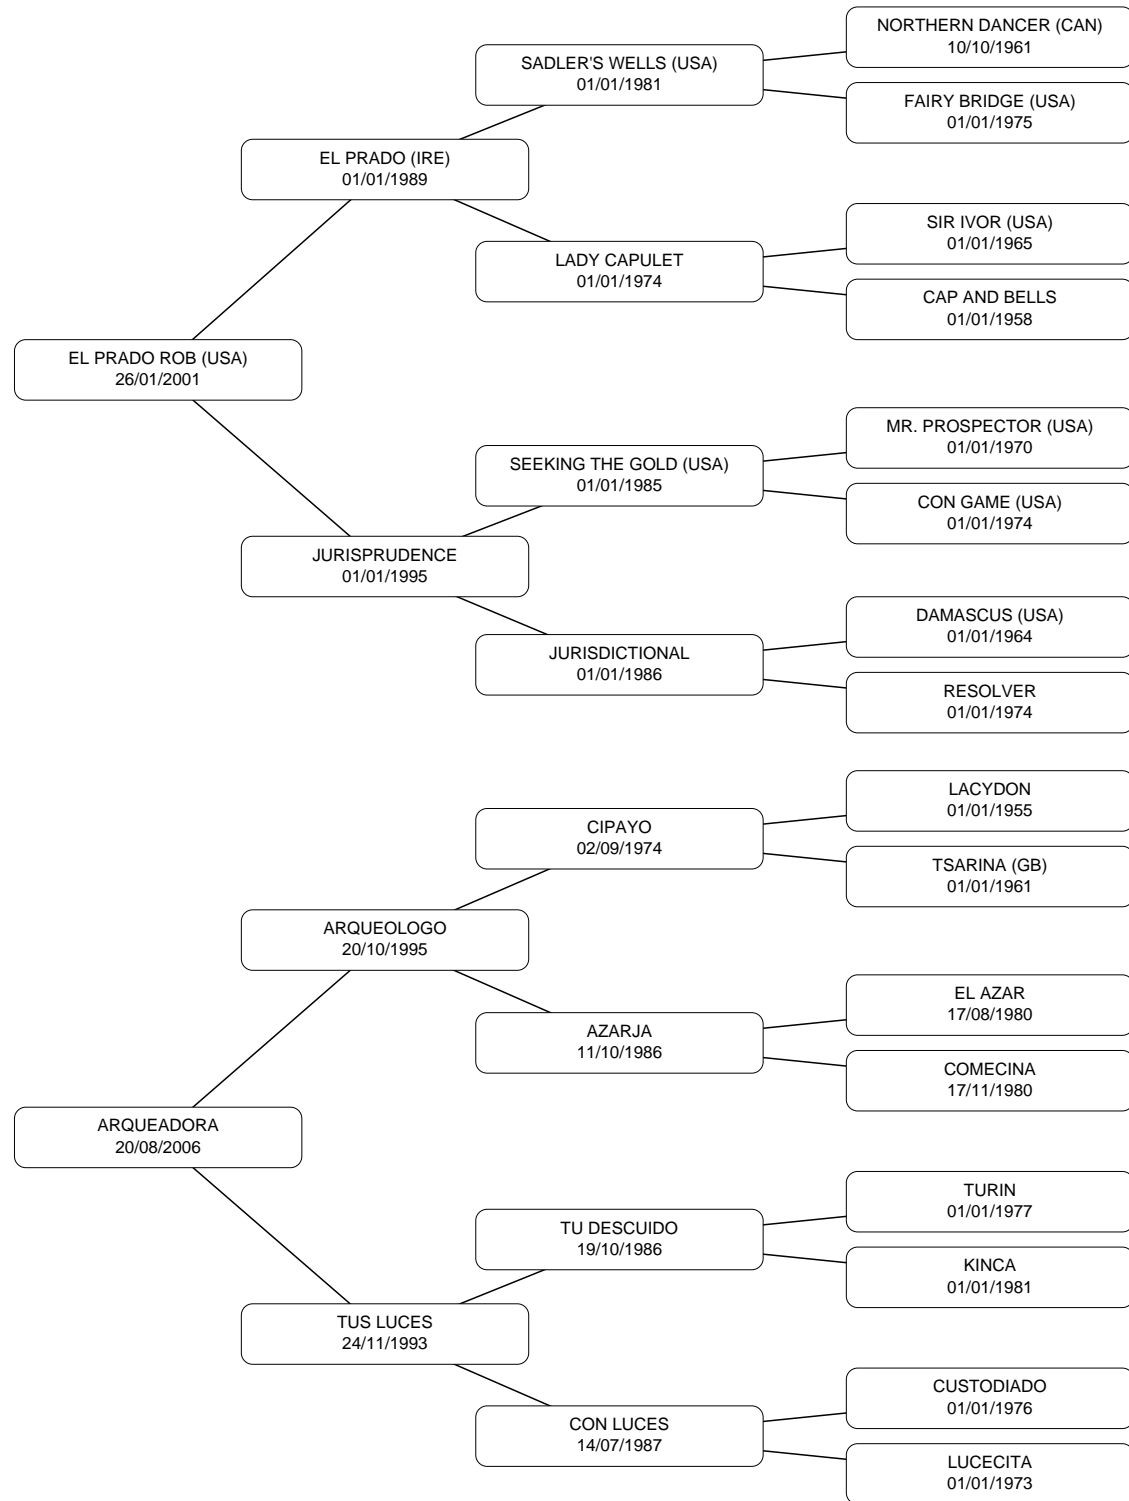 NORTHERN DANCER (CAN)
10/10/1961
SADLER'S WELLS (USA)
01/01/1981
FAIRY BRIDGE (USA)
01/01/1975
EL PRADO (IRE)
01/01/1989
SIR IVOR (USA)
01/01/1965
LADY CAPULET
01/01/1974
CAP AND BELLS
01/01/1958
EL PRADO ROB (USA)
26/01/2001
MR. PROSPECTOR (USA)
01/01/1970
SEEKING THE GOLD (USA)
01/01/1985
CON GAME (USA)
01/01/1974
JURISPRUDENCE
01/01/1995
DAMASCUS (USA)
01/01/1964
JURISDICTIONAL
01/01/1986
RESOLVER
01/01/1974
LACYDON
01/01/1955
CIPAYO
02/09/1974
TSARINA (GB)
01/01/1961
ARQUEOLOGO
20/10/1995
EL AZAR
17/08/1980
AZARJA
11/10/1986
COMECINA
17/11/1980
ARQUEADORA
20/08/2006
TURIN
01/01/1977
TU DESCUIDO
19/10/1986
KINCA
01/01/1981
TUS LUCES
24/11/1993
CUSTODIADO
01/01/1976
CON LUCES
14/07/1987
LUCECITA
01/01/1973